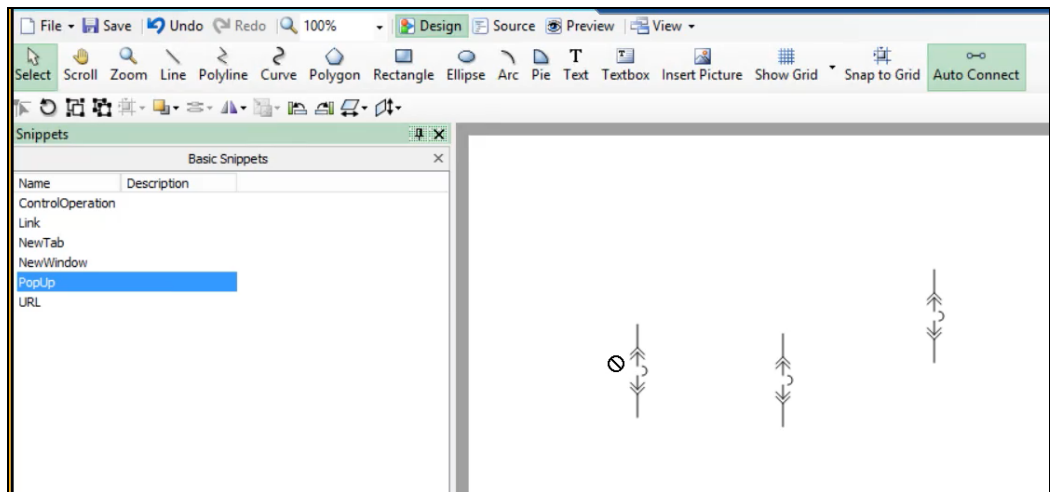 File Save Undo Redo 100% Design Source Preview View
Select Scroll Zoom Line Polyline Curve Polygon Rectangle Ellipse Arc Pie Text Textbox Insert Picture Show Grid Snap to Grid Auto Connect
Snippets
Basic Snippets
Name Description
ControlOperation
Link
NewTab
NewWindow
PopUp
URL